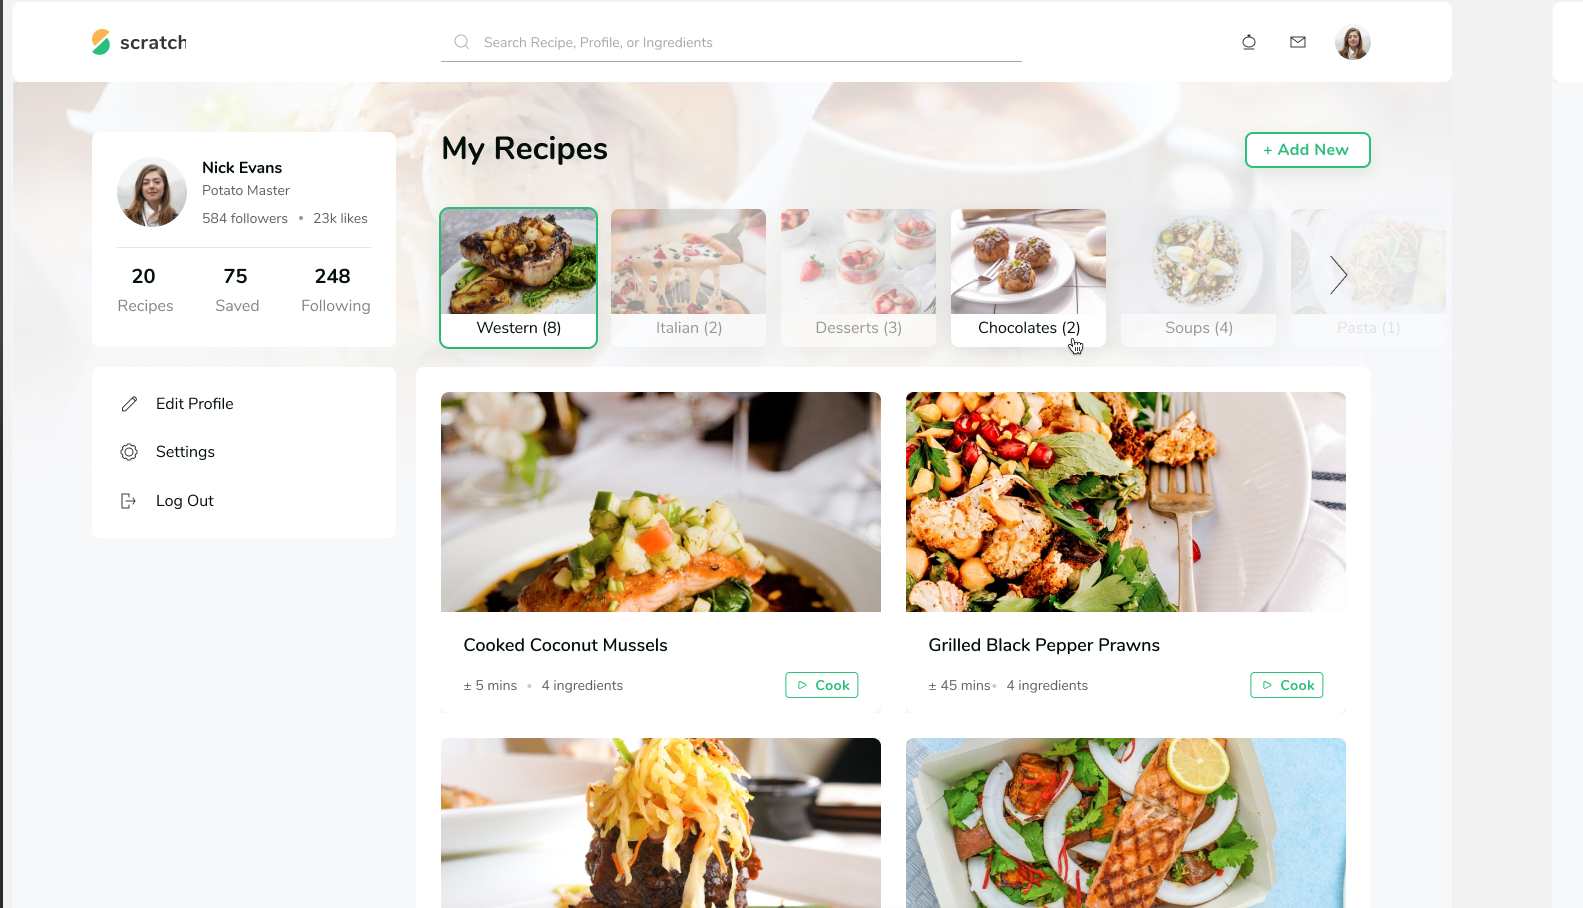 scratch
Search Recipe, Profile, or Ingredients
Nick Evans
Potato Master
584 followers • 23k likes
20 75 248
Recipes Saved Following
Edit Profile
Settings
Log Out
My Recipes
+ Add New
Western (8) Italian (2) Desserts (3) Chocolates (2) Soups (4) Pasta (1)
Cooked Coconut Mussels
± 5 mins • 4 ingredients
Cook
Grilled Black Pepper Prawns
± 45 mins • 4 ingredients
Cook